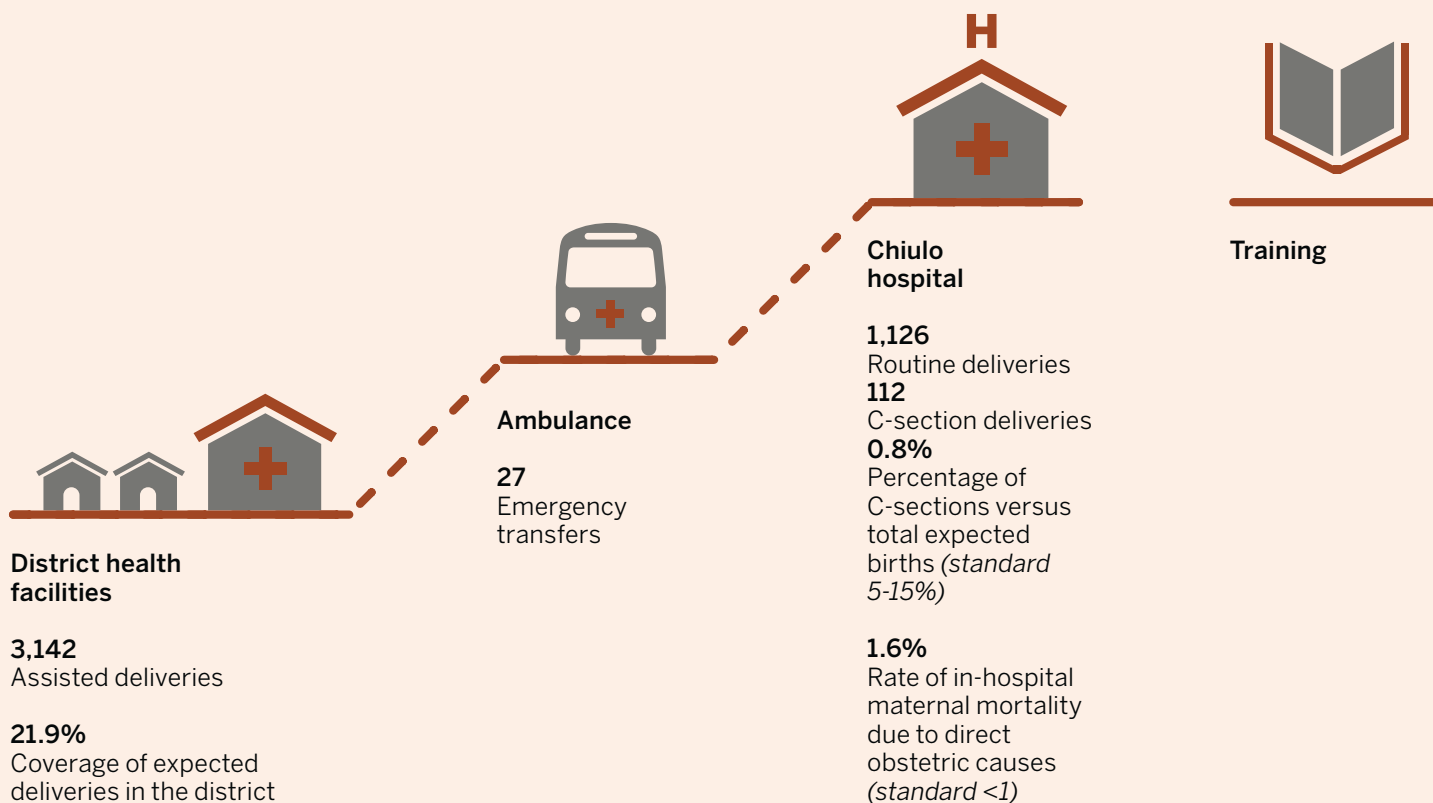 H
District health
facilities
3,142
Assisted deliveries
21.9%
Coverage of expected
deliveries in the district
Ambulance
27
Emergency
transfers
Chiulo
hospital
1,126
Routine deliveries
112
C-section deliveries
0.8%
Percentage of
C-sections versus
total expected
births (standard
5-15%)
1.6%
Rate of in-hospital
maternal mortality
due to direct
obstetric causes
(standard <1)
Training